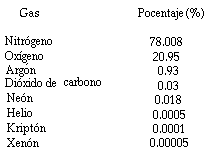 Gas Pocentaje (%)
Nitrógeno 78.008
Oxígeno 20.95
Argon 0.93
Dióxido de carbono 0.03
Neón 0.018
Helio 0.0005
Kriptón 0.0001
Xenón 0.00005